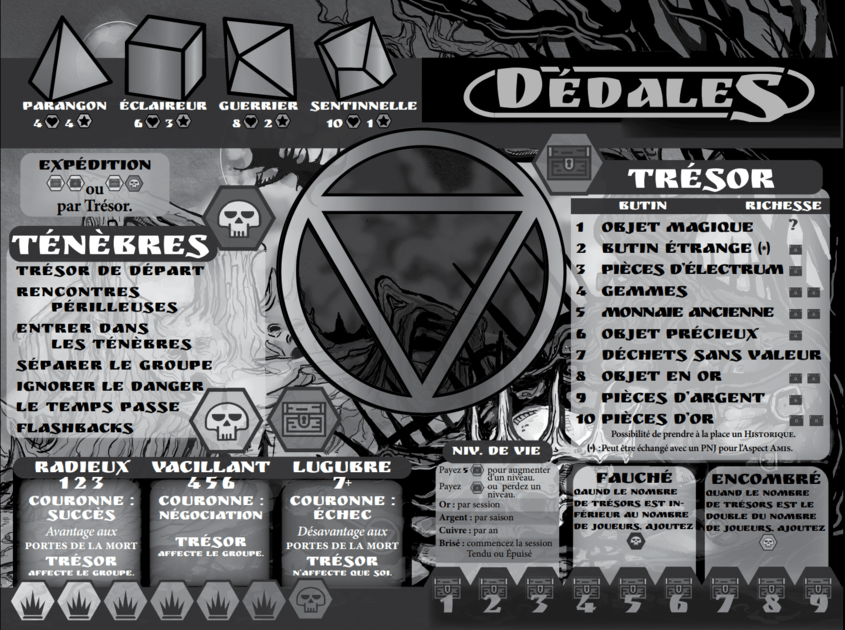 DÉDALES
PARANGON ÉCLAIREUR GUERRIER SENTINNELLE
4 4 6 3 8 2 10 1
EXPÉDITION
ou
par Trésor.
TÉNÈBRES
TRÉSOR DE DÉPART
RENCONTRES
PÉRILLEUSES
ENTRER DANS
LES TÉNÈBRES
SÉPARER LE GROUPE
IGNORER LE DANGER
LE TEMPS PASSE
FLASHBACKS
TRÉSOR
BUTIN RICHESSE
1 OBJET MAGIQUE ?
2 BUTIN ÉTRANGE (•)
3 PIÈCES D'ÉLECTRUM
4 GEMMES
5 MONNAIE ANCIENNE
6 OBJET PRÉCIEUX
7 DÉCHETS SANS VALEUR
8 OBJET EN OR
9 PIÈCES D'ARGENT
10 PIÈCES D'OR
Possibilité de prendre à la place un HISTORIQUE.
(•) : Peut être échangé avec un PNJ pour l'Aspect AMIS.
RADIEUX
1 2 3
COURONNE :
SUCCÈS
Avantage aux
PORTES DE LA MORT
TRÉSOR
AFFECTE LE GROUPE.
VACILLANT
4 5 6
COURONNE :
NÉGOCIATION
TRÉSOR
AFFECTE LE GROUPE.
LUGUBRE
7+
COURONNE :
ÉCHEC
Désavantage aux
PORTES DE LA MORT
TRÉSOR
N'AFFECTE QUE SOI.
NIV. DE VIE
Payez 5 pour augmenter
d'un niveau.
Payez ou perdez un
niveau.
Or : par session
Argent : par saison
Cuivre : par an
Brisé : commencez la session
Tendu ou Épuisé
FAUCHÉ
QAUND LE NOMBRE
DE TRÉSORS EST IN-
FÉRIEUR AU NOMBRE
DE JOUEURS, AJOUTEZ
ENCOMBRÉ
QUAND LE NOMBRE
DE TRÉSORS EST LE
DOUBLE DU NOMBRE
DE JOUEURS, AJOUTEZ
1 2 3 4 5 6 7 8 9